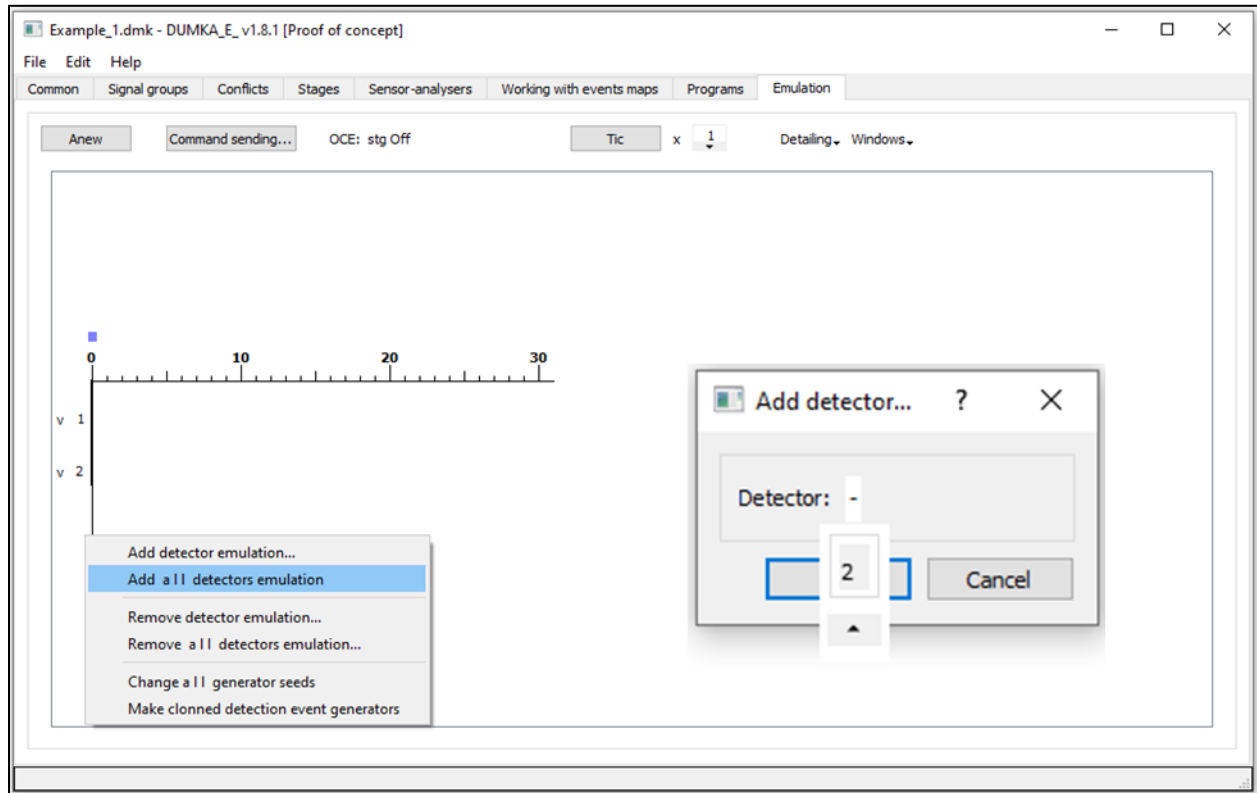 Example_1.dmk - DUMKA_E_ v1.8.1 [Proof of concept]
File Edit Help
Common Signal groups Conflicts Stages Sensor-analysers Working with events maps Programs Emulation
Anew Command sending... OCE: stg Off Tic x 1 Detailing Windows
0 10 20 30
v 1
v 2
Add detector emulation...
Add a l l detectors emulation
Remove detector emulation...
Remove a l l detectors emulation...
Change a l l generator seeds
Make clonned detection event generators
Add detector... ?
Detector: -
2 Cancel